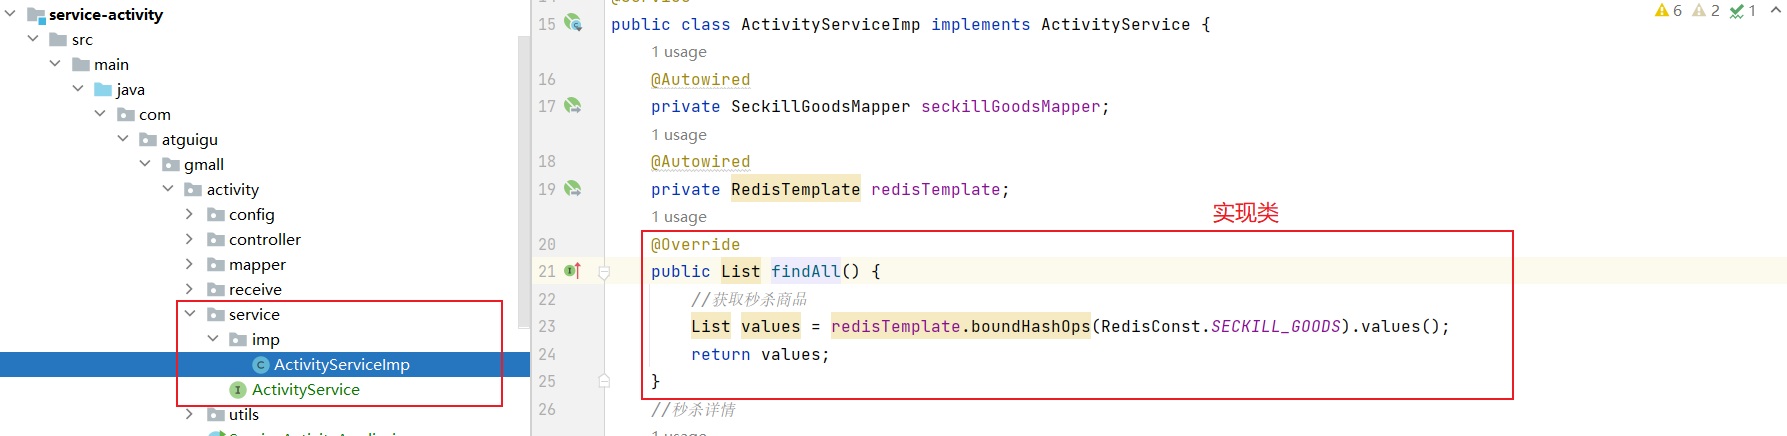 service-activity
src
main
java
com
atguigu
gmall
activity
config
controller
mapper
receive
service
imp
ActivityServiceImp
ActivityService
utils
6 2 1
15 public class ActivityServiceImp implements ActivityService {
1 usage
16 @Autowired
17 private SeckillGoodsMapper seckillGoodsMapper;
1 usage
18 @Autowired
19 private RedisTemplate redisTemplate;
1 usage
实现类
20 @Override
21 public List findAll() {
22 //获取秒杀商品
23 List values = redisTemplate.boundHashOps(RedisConst.SECKILL_GOODS).values();
24 return values;
25 }
26 //秒杀详情
1 usage